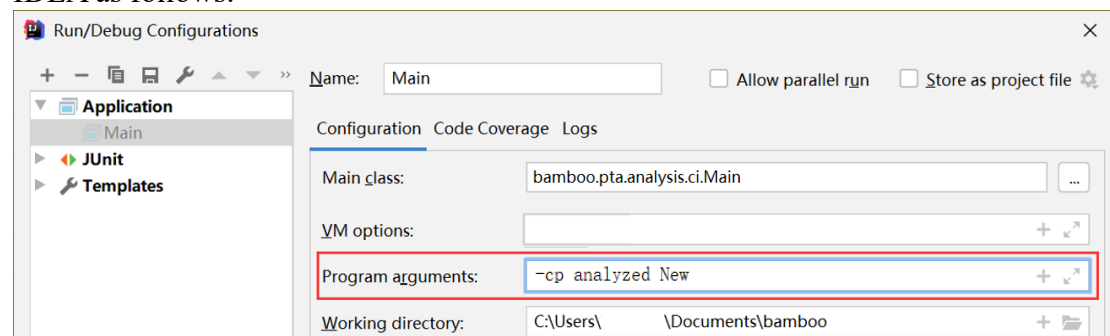 IDEA as follows:
Run/Debug Configurations
Name: Main Allow parallel run Store as project file
Application
Main
Configuration Code Coverage Logs
JUnit
Templates
Main class: bamboo.pta.analysis.ci.Main ...
VM options:
Program arguments: -cp analyzed New
Working directory: C:\Users\ \Documents\bamboo